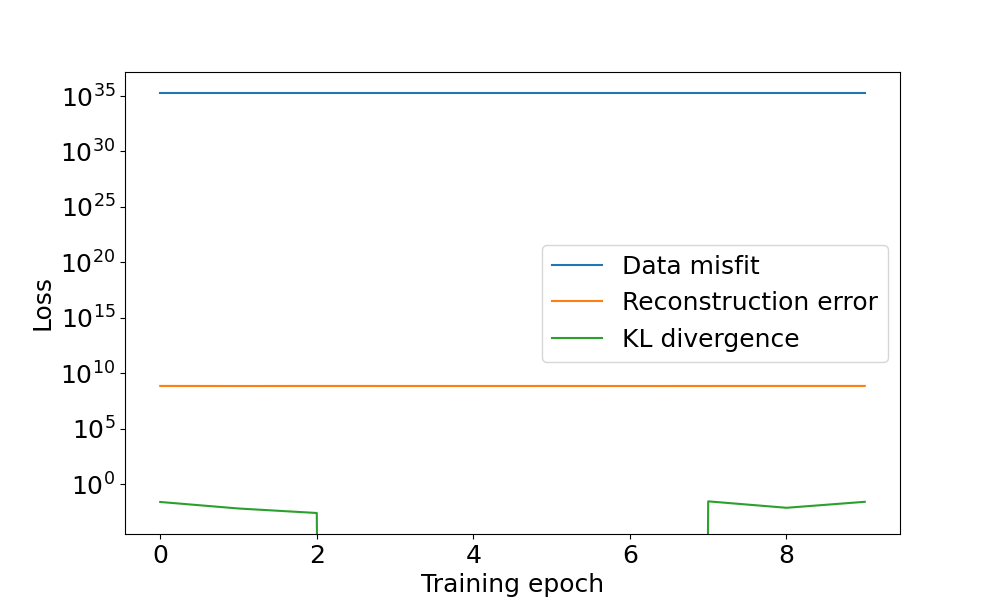 Loss
10^35
10^30
10^25
10^20
10^15
10^10
10^5
10^0
Data misfit
Reconstruction error
KL divergence
0 2 4 6 8
Training epoch